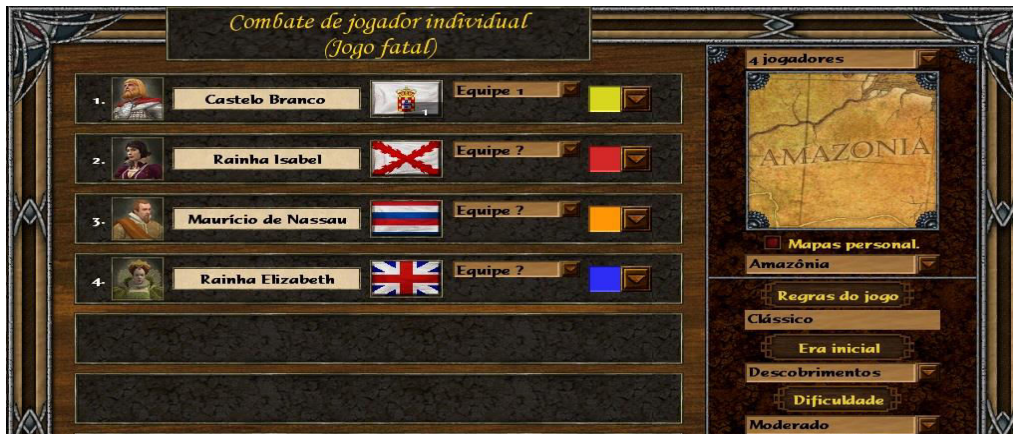 Combate de jogador individual
(Jogo fatal)
4 jogadores
1. Castelo Branco 1 Equipe 1
2. Rainha Isabel Equipe ?
3. Maurício de Nassau Equipe ?
4. Rainha Elizabeth Equipe ?
AMAZONIA
Mapas personal.
Amazônia
Regras do jogo
Clássico
Era inicial
Descobrimentos
Dificuldade
Moderado